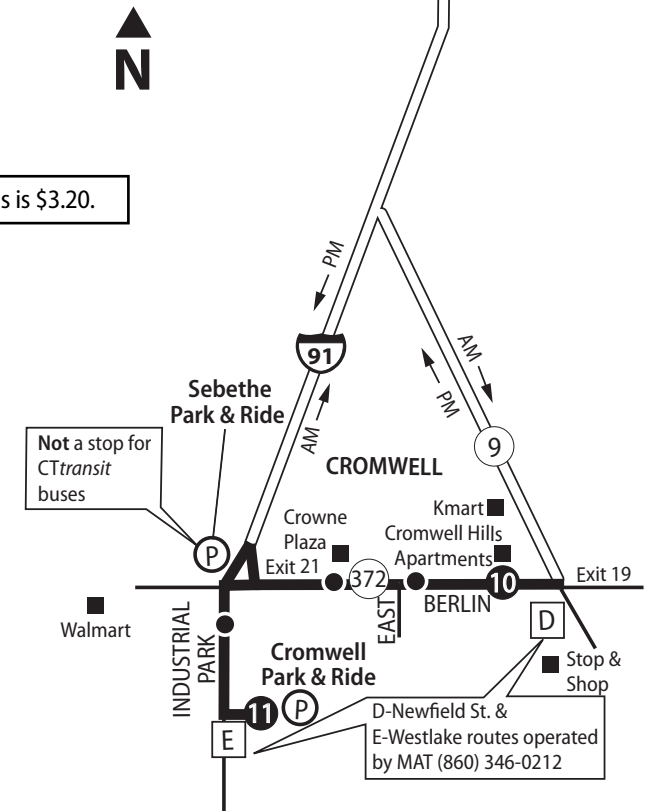 N
s is $3.20.
PM
91
AM
PM
AM
Sebethe
Park & Ride
9
Not a stop for
CTtransit
buses
CROMWELL
Crowne
Plaza
Kmart
Cromwell Hills
Apartments
P
Exit 21
372
10
Exit 19
BERLIN
EAST
Walmart
D
INDUSTRIAL
PARK
Cromwell
Park & Ride
Stop &
Shop
11
P
E
D-Newfield St. &
E-Westlake routes operated
by MAT (860) 346-0212